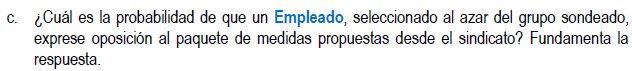 c. ¿Cuál es la probabilidad de que un Empleado, seleccionado al azar del grupo sondeado,
exprese oposición al paquete de medidas propuestas desde el sindicato? Fundamenta la
respuesta.